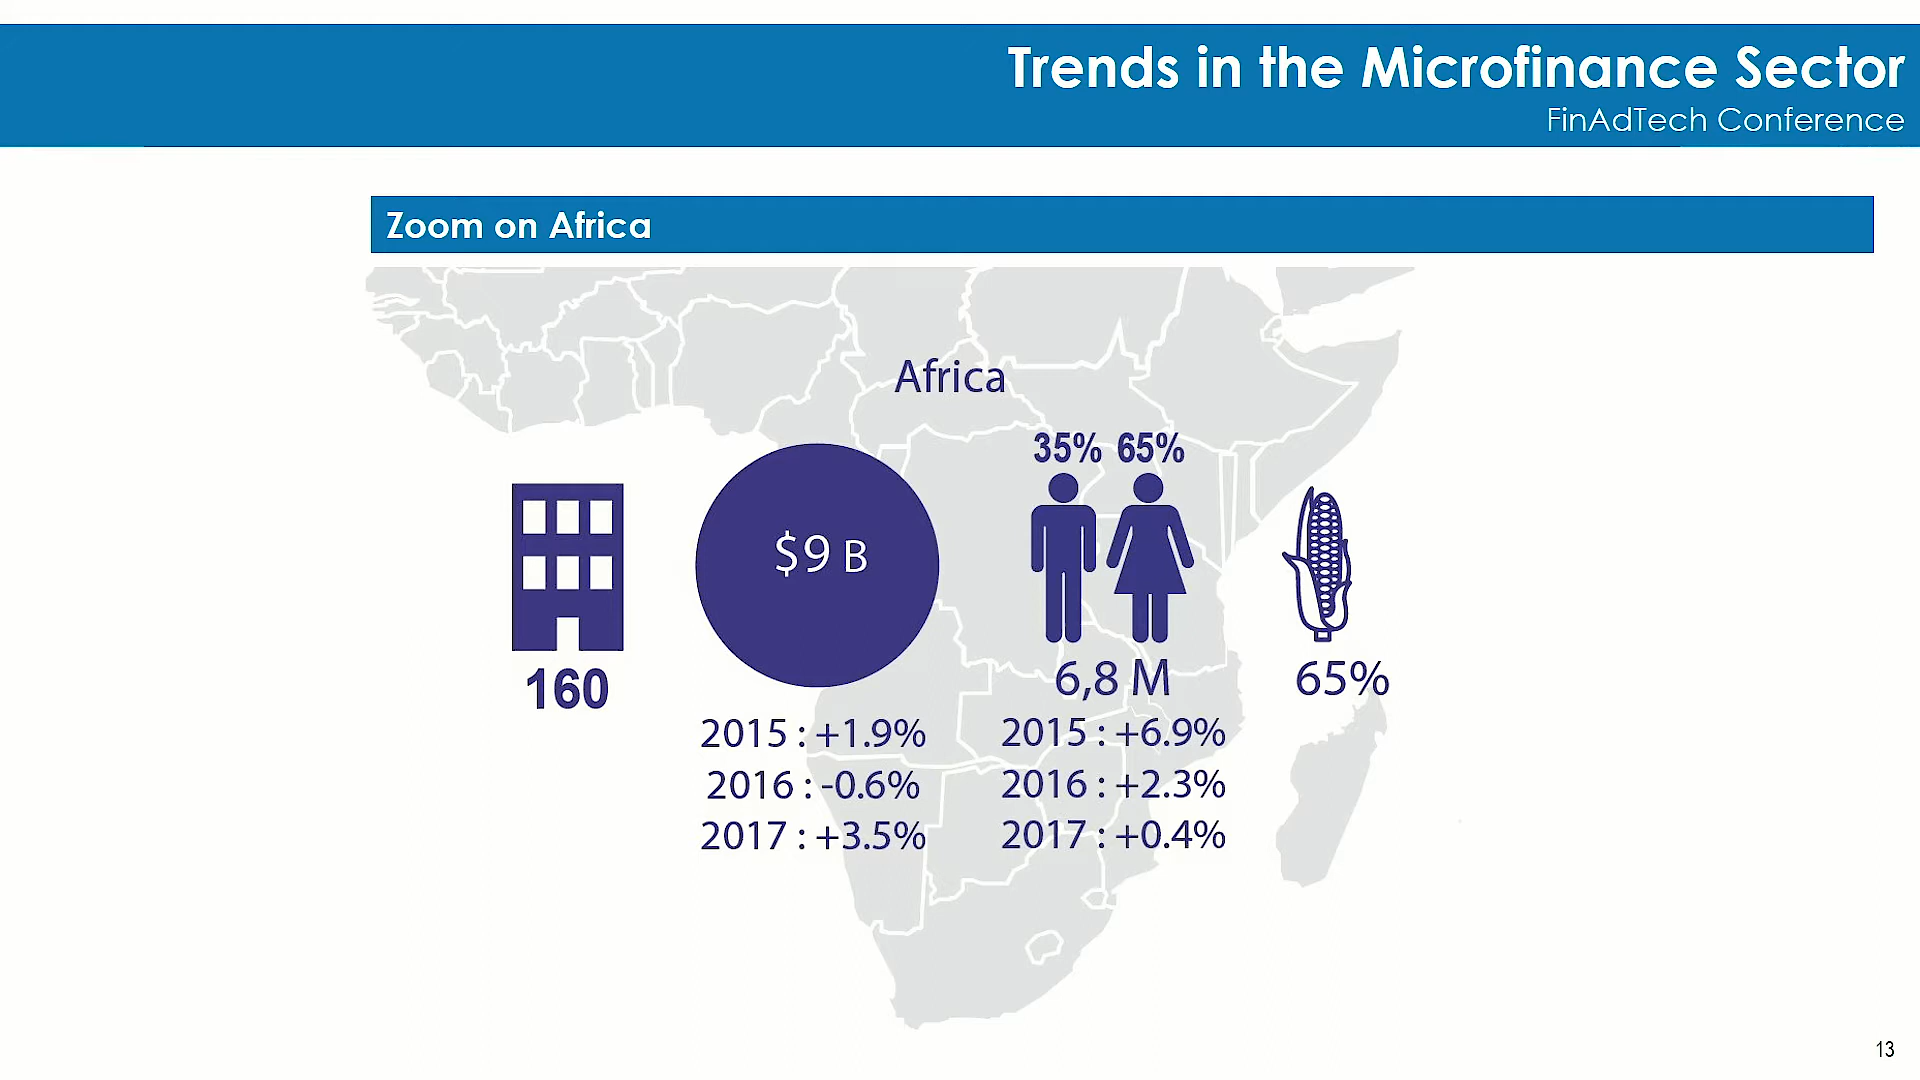 Trends in the Microfinance Sector
FinAdTech Conference
Zoom on Africa
Africa
160
$9 B
2015 : +1.9%
2016 : -0.6%
2017 : +3.5%
35% 65%
6,8 M
2015 : +6.9%
2016 : +2.3%
2017 : +0.4%
65%
13